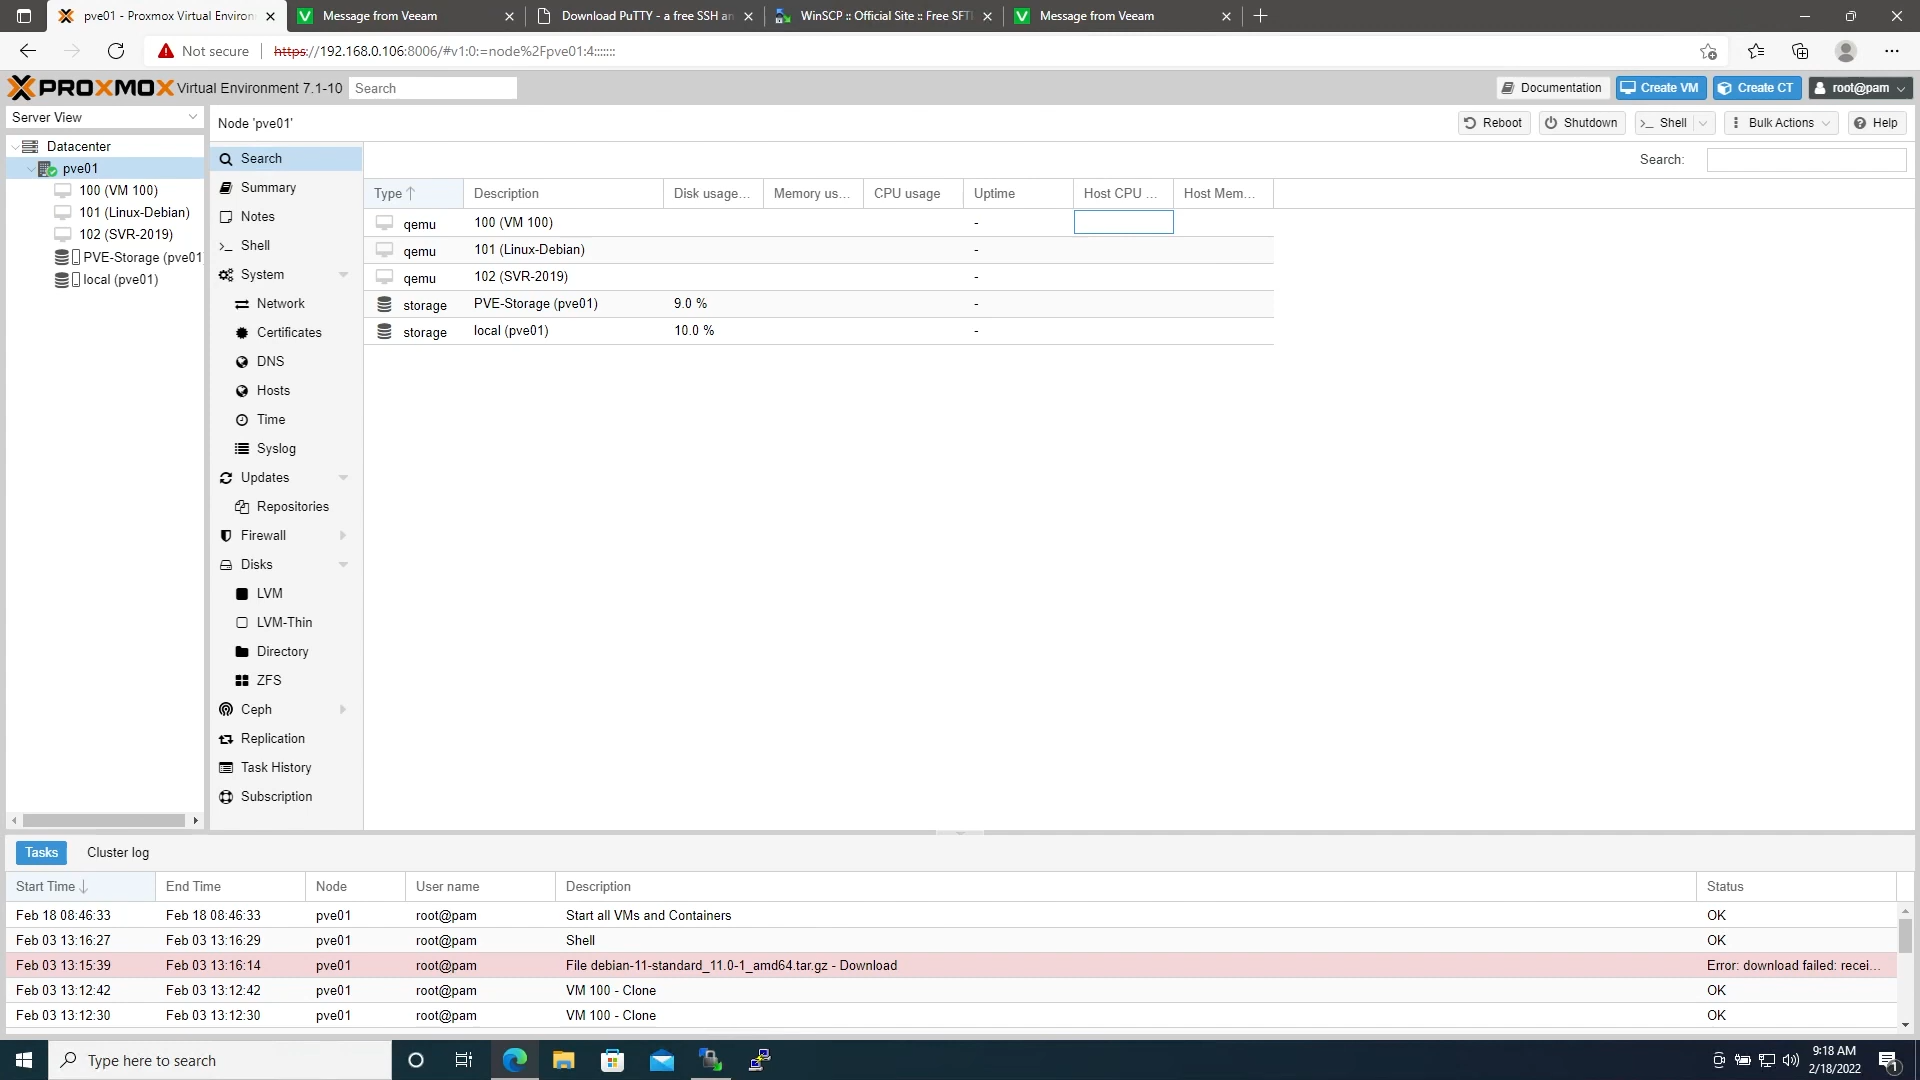 pve01 - Proxmox Virtual Environ
Message from Veeam
Download PuTTY - a free SSH an
WinSCP :: Official Site :: Free SFT
Message from Veeam
Not secure
https://192.168.0.106:8006/#v1:0:=node%2Fpve01:4:::::::
PROXMOX Virtual Environment 7.1-10
Search
Documentation
Create VM
Create CT
root@pam
Server View
Node 'pve01'
Reboot
Shutdown
Shell
Bulk Actions
Help
Datacenter
pve01
100 (VM 100)
101 (Linux-Debian)
102 (SVR-2019)
PVE-Storage (pve01
local (pve01)
Search
Summary
Notes
Shell
System
Network
Certificates
DNS
Hosts
Time
Syslog
Updates
Repositories
Firewall
Disks
LVM
LVM-Thin
Directory
ZFS
Ceph
Replication
Task History
Subscription
Search:
Type Description Disk usage... Memory us... CPU usage Uptime Host CPU ... Host Mem...
qemu 100 (VM 100) -
qemu 101 (Linux-Debian) -
qemu 102 (SVR-2019) -
storage PVE-Storage (pve01) 9.0 % -
storage local (pve01) 10.0 % -
Tasks Cluster log
Start Time End Time Node User name Description Status
Feb 18 08:46:33 Feb 18 08:46:33 pve01 root@pam Start all VMs and Containers OK
Feb 03 13:16:27 Feb 03 13:16:29 pve01 root@pam Shell OK
Feb 03 13:15:39 Feb 03 13:16:14 pve01 root@pam File debian-11-standard_11.0-1_amd64.tar.gz - Download Error: download failed: recei...
Feb 03 13:12:42 Feb 03 13:12:42 pve01 root@pam VM 100 - Clone OK
Feb 03 13:12:30 Feb 03 13:12:30 pve01 root@pam VM 100 - Clone OK
Type here to search
9:18 AM
2/18/2022
1